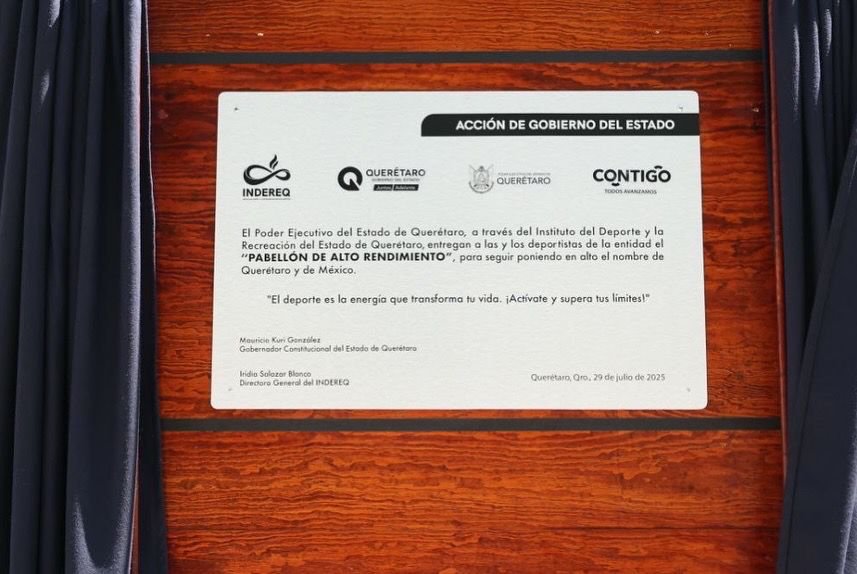 ACCIÓN DE GOBIERNO DEL ESTADO
INDEREQ
QUERÉTARO
GOBIERNO DEL ESTADO
Juntos, Adelante.
QUERÉTARO
CONTIGO
TODOS AVANZAMOS
El Poder Ejecutivo del Estado de Querétaro, a través del Instituto del Deporte y la
Recreación del Estado de Querétaro, entregan a las y los deportistas de la entidad el
“PABELLÓN DE ALTO RENDIMIENTO”, para seguir poniendo en alto el nombre de
Querétaro y de México.
"El deporte es la energía que transforma tu vida. ¡Actívate y supera tus límites!"
Mauricio Kuri González
Gobernador Constitucional del Estado de Querétaro
Iridia Salazar Blanco
Directora General del INDEREQ
Querétaro, Qro., 29 de julio de 2025